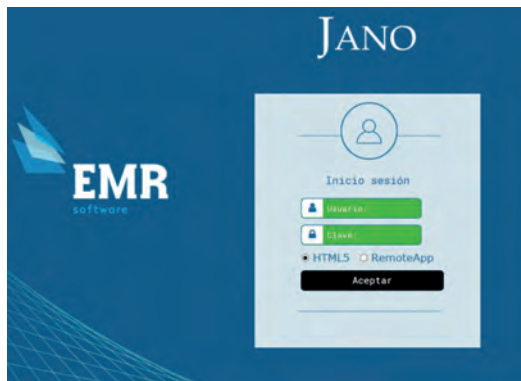 JANO
EMR
software
Inicio sesión
Usuario:
Clave:
HTML5 RemoteApp
Aceptar